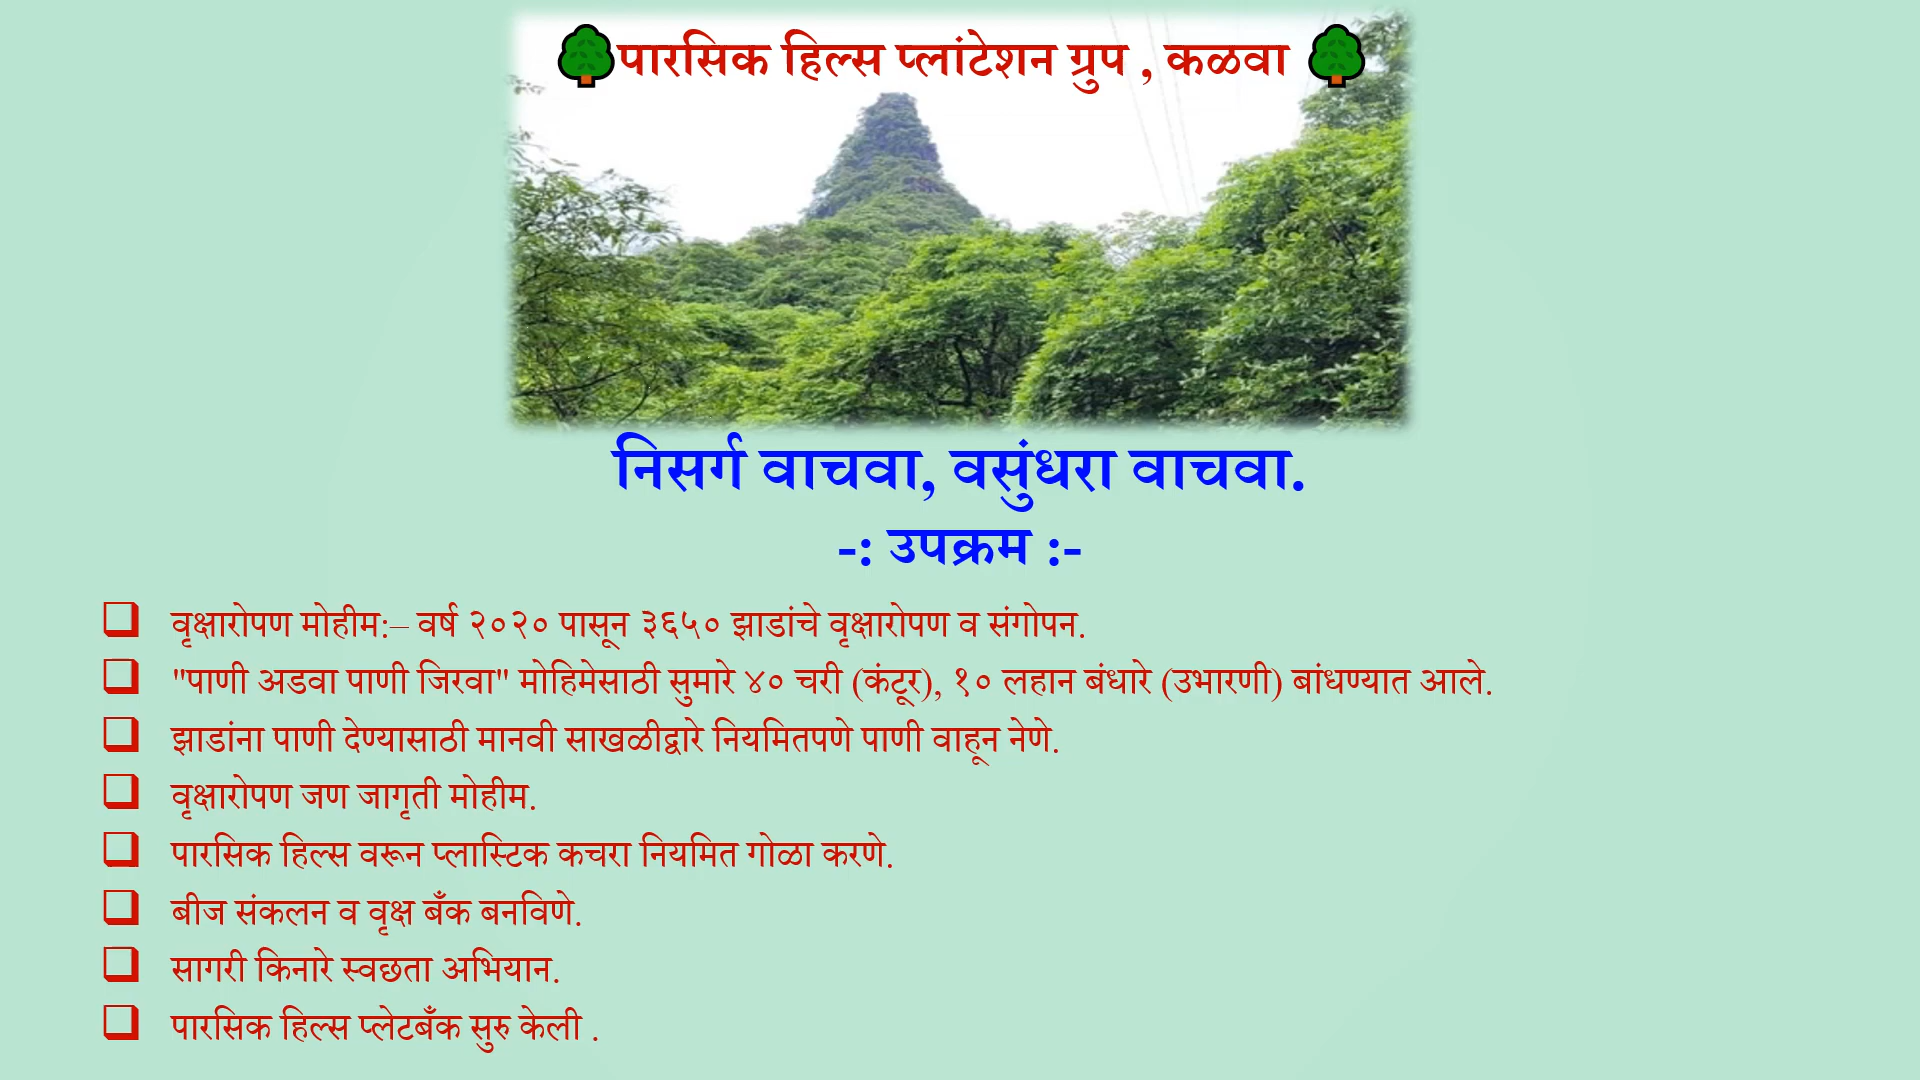 पारसिक हिल्स प्लांटेशन ग्रुप , कळवा
निसर्ग वाचवा, वसुंधरा वाचवा.
-: उपक्रम :-
वृक्षारोपण मोहीम:– वर्ष २०२० पासून ३६५० झाडांचे वृक्षारोपण व संगोपन.
"पाणी अडवा पाणी जिरवा" मोहिमेसाठी सुमारे ४० चरी (कंटूर), १० लहान बंधारे (उभारणी) बांधण्यात आले.
झाडांना पाणी देण्यासाठी मानवी साखळीद्वारे नियमितपणे पाणी वाहून नेणे.
वृक्षारोपण जण जागृती मोहीम.
पारसिक हिल्स वरून प्लास्टिक कचरा नियमित गोळा करणे.
बीज संकलन व वृक्ष बँक बनविणे.
सागरी किनारे स्वछता अभियान.
पारसिक हिल्स प्लेटबँक सुरु केली .